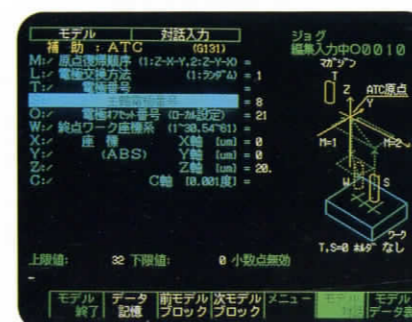 モデル 対話入力
ジョグ
補 助 : ATC (G131)
編集入力中O0010
M:/ 原点復帰順序 (1:Z-X-Y,2:Z-Y-X) =
L:/ 電極交換方法 (1:ランダム) = 1
T:/ 電極番号 =
= 8
O:/ 電極オフセット番号 (ローカル設定) = 21
W:/ 終点ワーク座標系 (1~30,54~61) =
X:/ 座 標 X軸 [um] = 0
Y:/ (ABS) Y軸 [um] = 0
Z:/ Z軸 [um] = 20.
C:/ C軸 [0.001度] =
マガジン
T
Z
ATC原点
Y
M=1
M=2
X
W
S
ワーク
T,S=0 ホルダ なし
上限値: 32 下限値: 0 小数点無効
モデル終了
データ記憶
前モデルブロック
次モデルブロック
メニュー
モデル